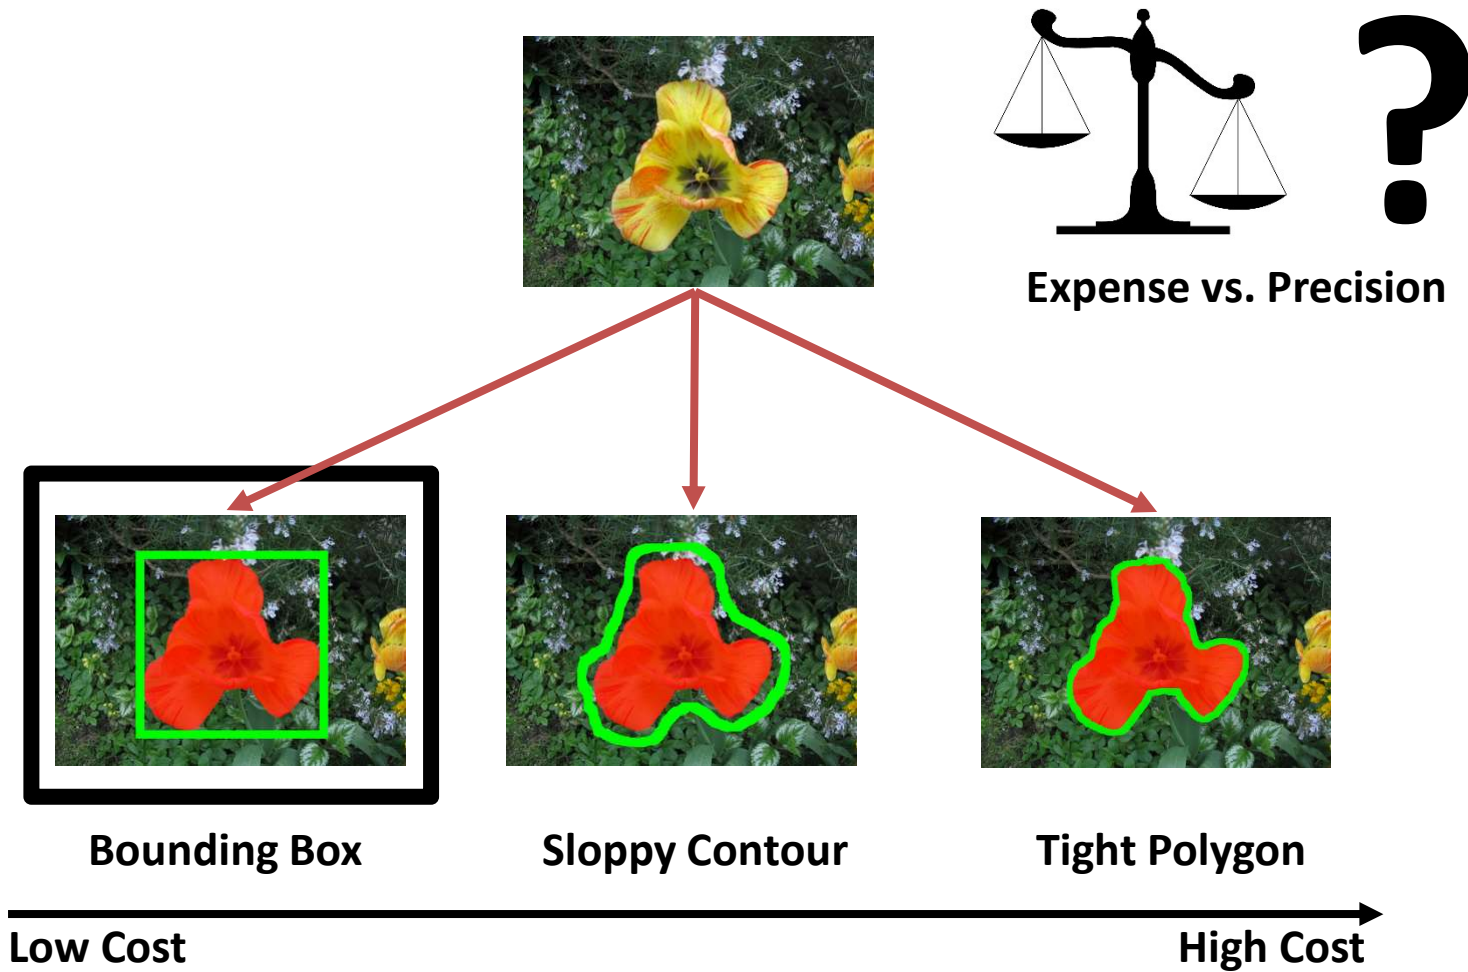 ?
Expense vs. Precision
Bounding Box
Sloppy Contour
Tight Polygon
Low Cost
High Cost